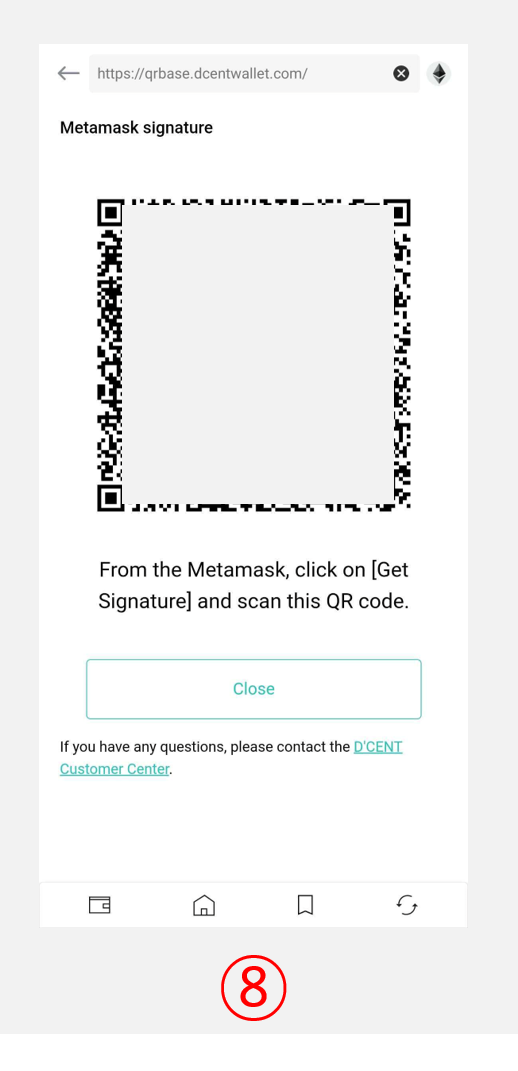 https://qrbase.dcentwallet.com/
Metamask signature
From the Metamask, click on [Get
Signature] and scan this QR code.
Close
If you have any questions, please contact the D'CENT
Customer Center.
⑧